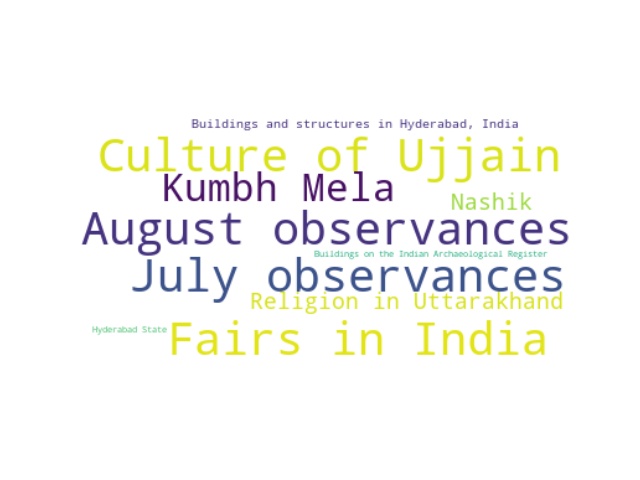 Buildings and structures in Hyderabad, India
Culture of Ujjain
Kumbh Mela
Nashik
August observances
Buildings on the Indian Archaeological Register
July observances
Religion in Uttarakhand
Hyderabad State
Fairs in India